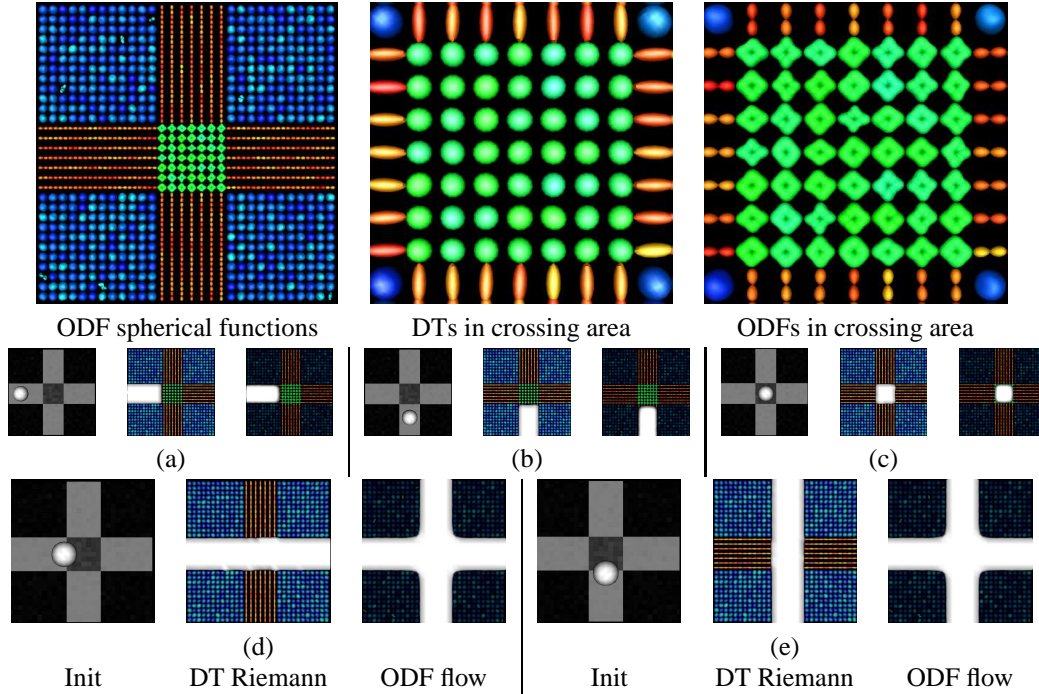 ODF spherical functions DTs in crossing area ODFs in crossing area
(a) (b) (c)
(d) (e)
Init DT Riemann ODF flow Init DT Riemann ODF flow